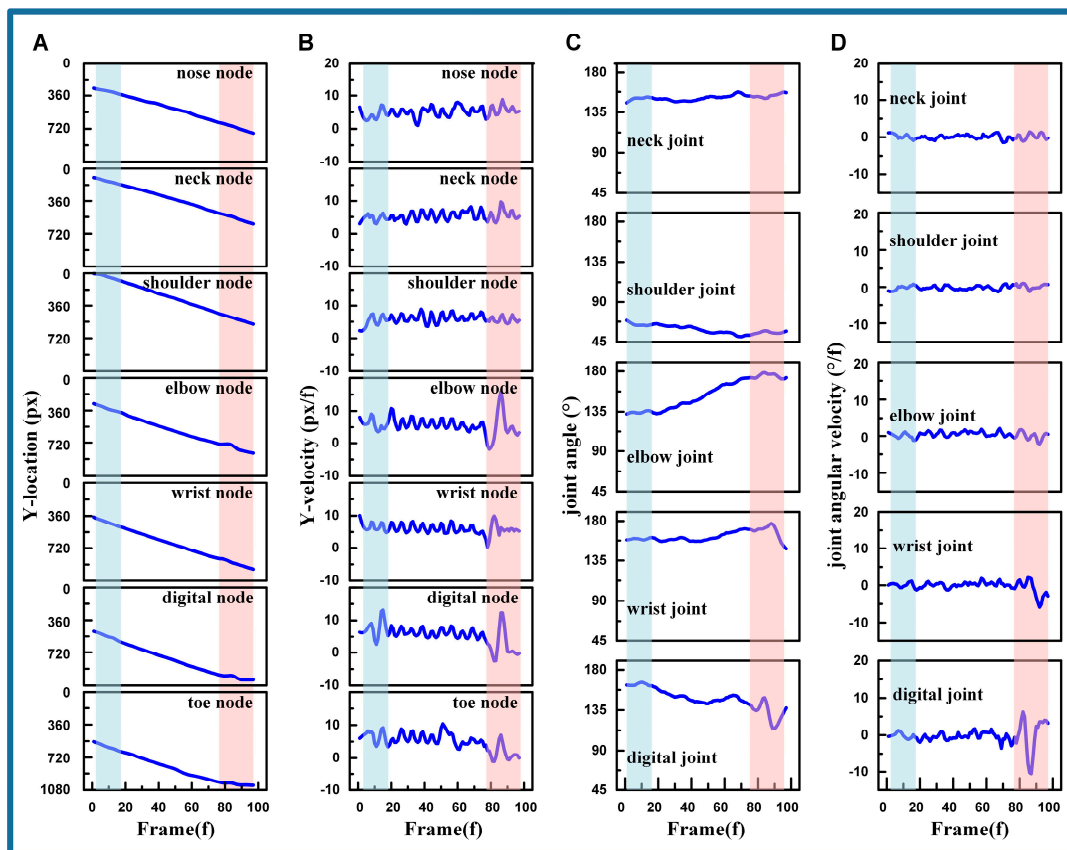 A
B
C
D
0
360
720
nose node
0
360
720
neck node
0
360
720
shoulder node
0
360
720
elbow node
0
360
720
wrist node
0
360
720
digital node
0
360
720
1080
toe node
Y-location (px)
0 20 40 60 80 100
Frame(f)
20
10
0
-10
nose node
10
0
-10
neck node
10
0
-10
shoulder node
10
0
-10
elbow node
10
0
-10
wrist node
10
0
-10
digital node
10
0
-10
toe node
Y-velocity (px/f)
0 20 40 60 80 100
Frame(f)
180
135
90
45
neck joint
180
135
90
45
shoulder joint
180
135
90
45
elbow joint
180
135
90
45
wrist joint
180
135
90
45
digital joint
joint angle (°)
0 20 40 60 80 100
Frame(f)
20
10
0
-10
neck joint
20
10
0
-10
shoulder joint
20
10
0
-10
elbow joint
20
10
0
-10
wrist joint
20
10
0
-10
digital joint
joint angular velocity (°/f)
0 20 40 60 80 100
Frame(f)